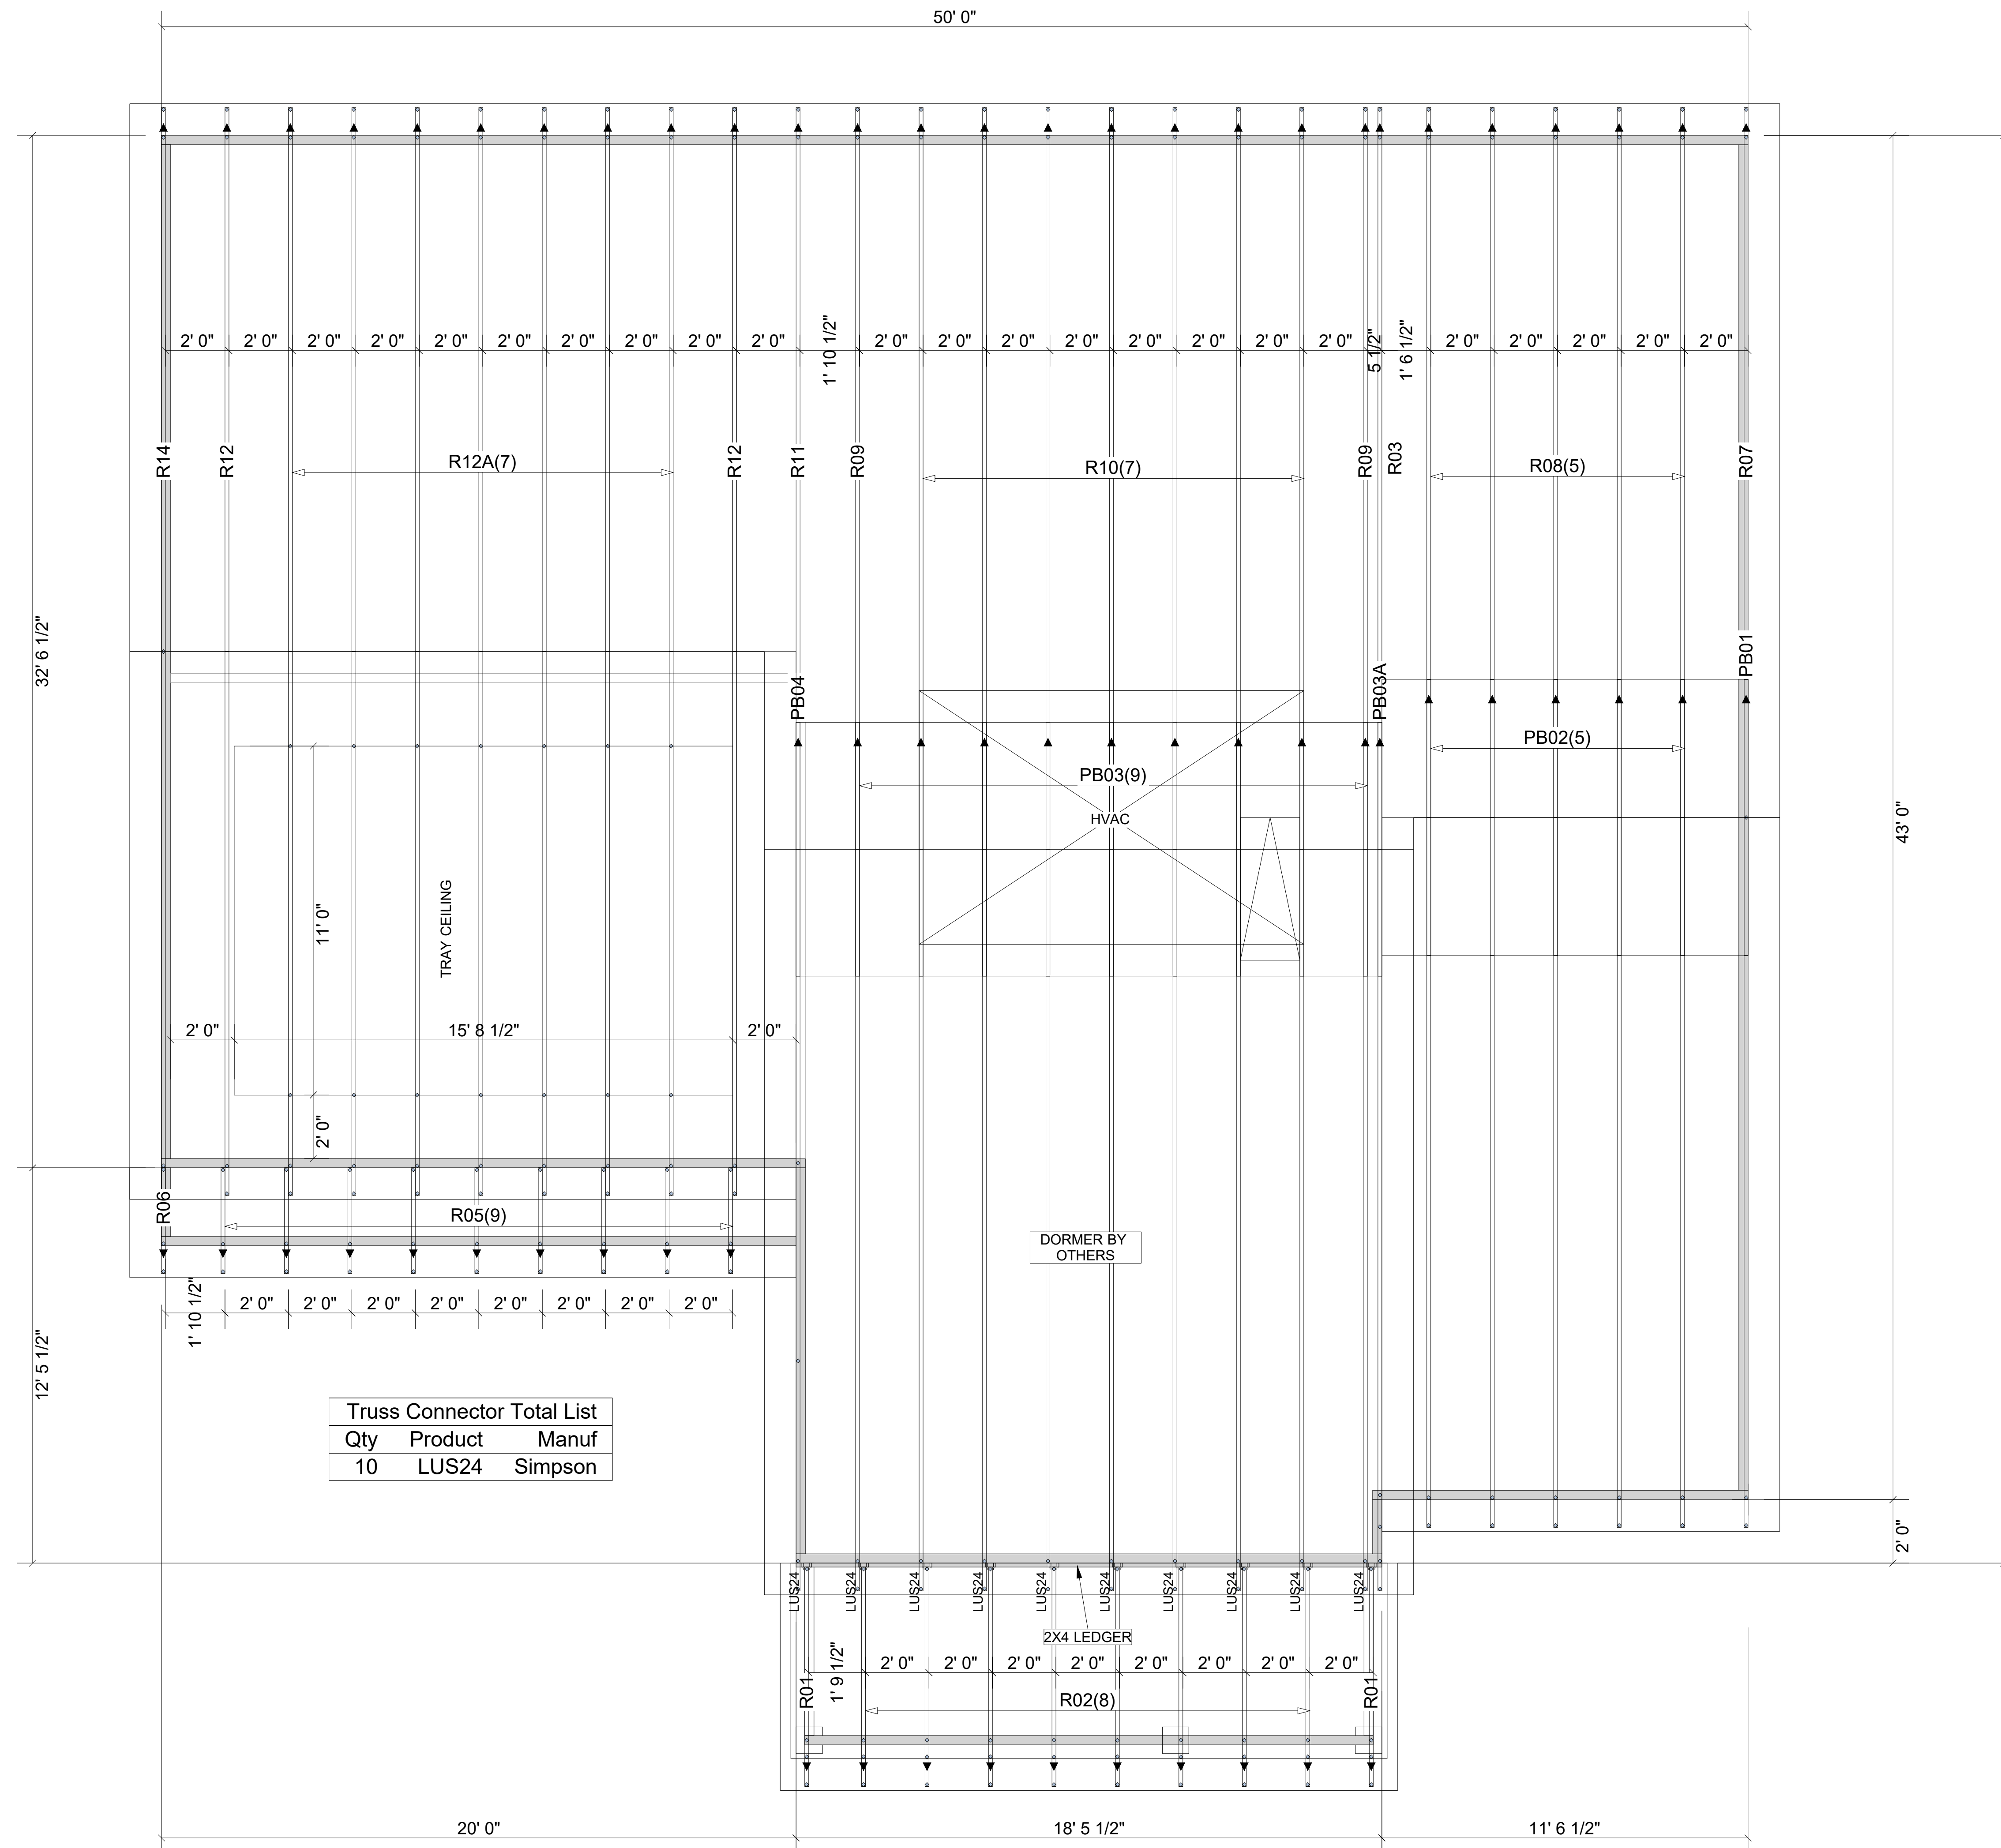 50' 0"
2' 0" 2' 0" 2' 0" 2' 0" 2' 0" 2' 0" 2' 0" 2' 0" 2' 0" 2' 0" 1' 10 1/2" 2' 0" 2' 0" 2' 0" 2' 0" 2' 0" 2' 0" 2' 0" 2' 0" 5 1/2" 1' 6 1/2" 2' 0" 2' 0" 2' 0" 2' 0" 2' 0"
R14 R12 R12A(7) R12 R11 R09 R10(7) R09 R03 R08(5) R07
32' 6 1/2"
PB04 PB03A PB01
PB02(5)
PB03(9)
HVAC
43' 0"
11' 0"
TRAY CEILING
2' 0" 15' 8 1/2" 2' 0"
2' 0"
R06
R05(9)
DORMER BY
OTHERS
1' 10 1/2" 2' 0" 2' 0" 2' 0" 2' 0" 2' 0" 2' 0" 2' 0" 2' 0"
12' 5 1/2"
Truss Connector Total List
Qty Product Manuf
10 LUS24 Simpson
2' 0"
LUS24 LUS24 LUS24 LUS24 LUS24 LUS24 LUS24 LUS24 LUS24 LUS24
2X4 LEDGER
1' 9 1/2" 2' 0" 2' 0" 2' 0" 2' 0" 2' 0" 2' 0" 2' 0" 2' 0"
R01 R02(8) R01
20' 0" 18' 5 1/2" 11' 6 1/2"